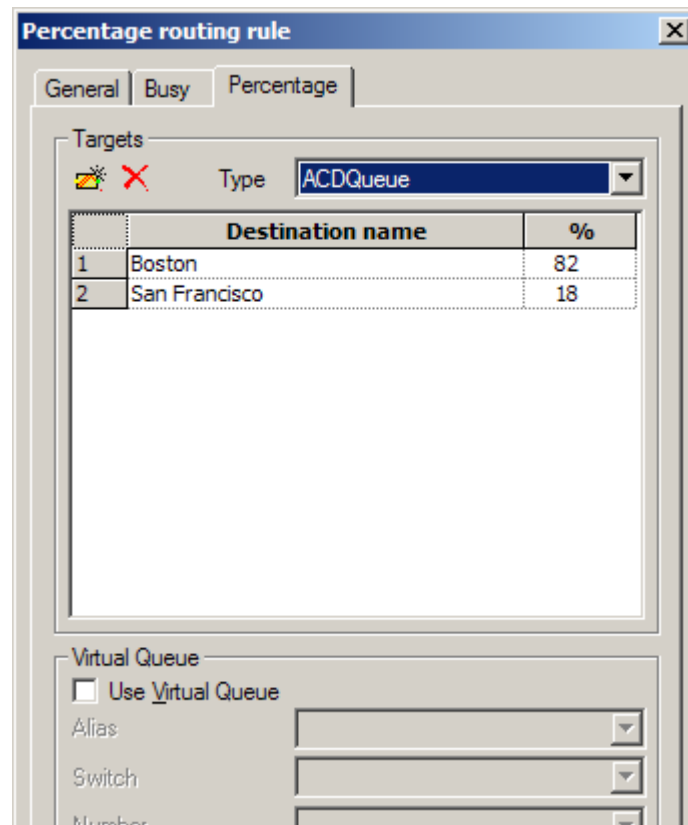 Percentage routing rule
General Busy Percentage
Targets
Type ACDQueue
Destination name %
1 Boston 82
2 San Francisco 18
Virtual Queue
Use Virtual Queue
Alias
Switch
Number